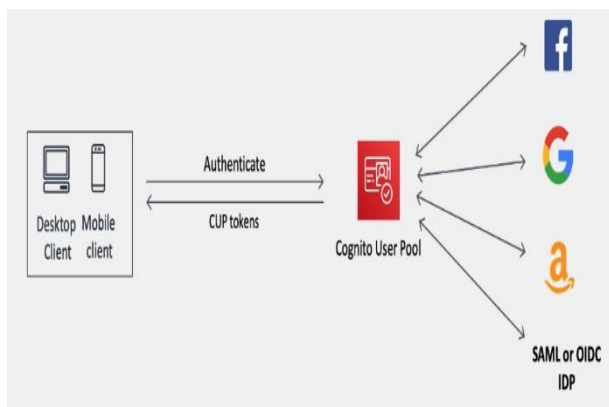 Authenticate
CUP tokens
Desktop Mobile
Client client
Cognito User Pool
SAML or OIDC
IDP